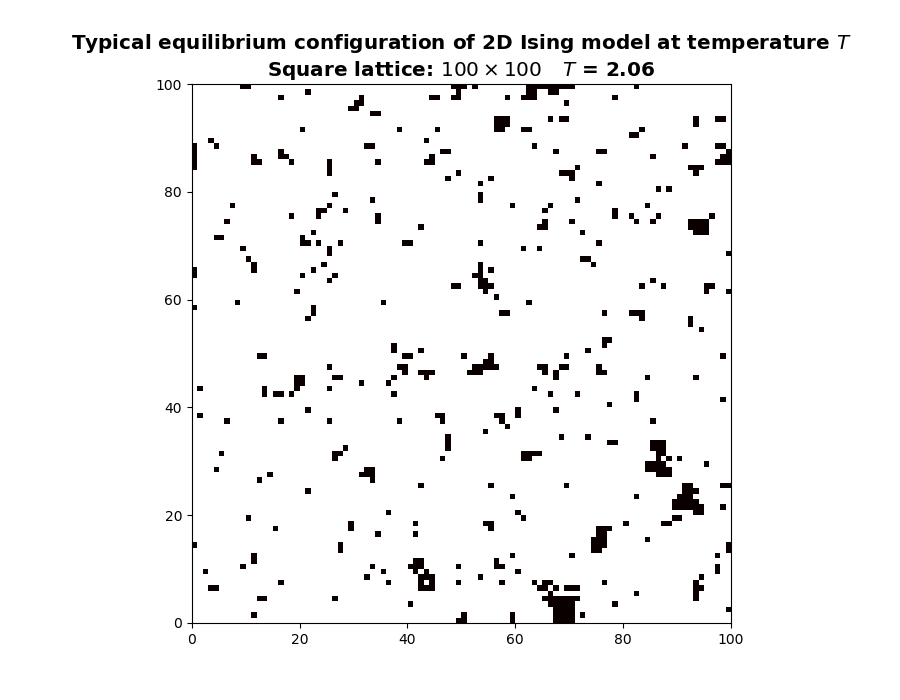 Typical equilibrium configuration of 2D Ising model at temperature T
Square lattice: 100 × 100 T = 2.06
100
80
60
40
20
0
0 20 40 60 80 100